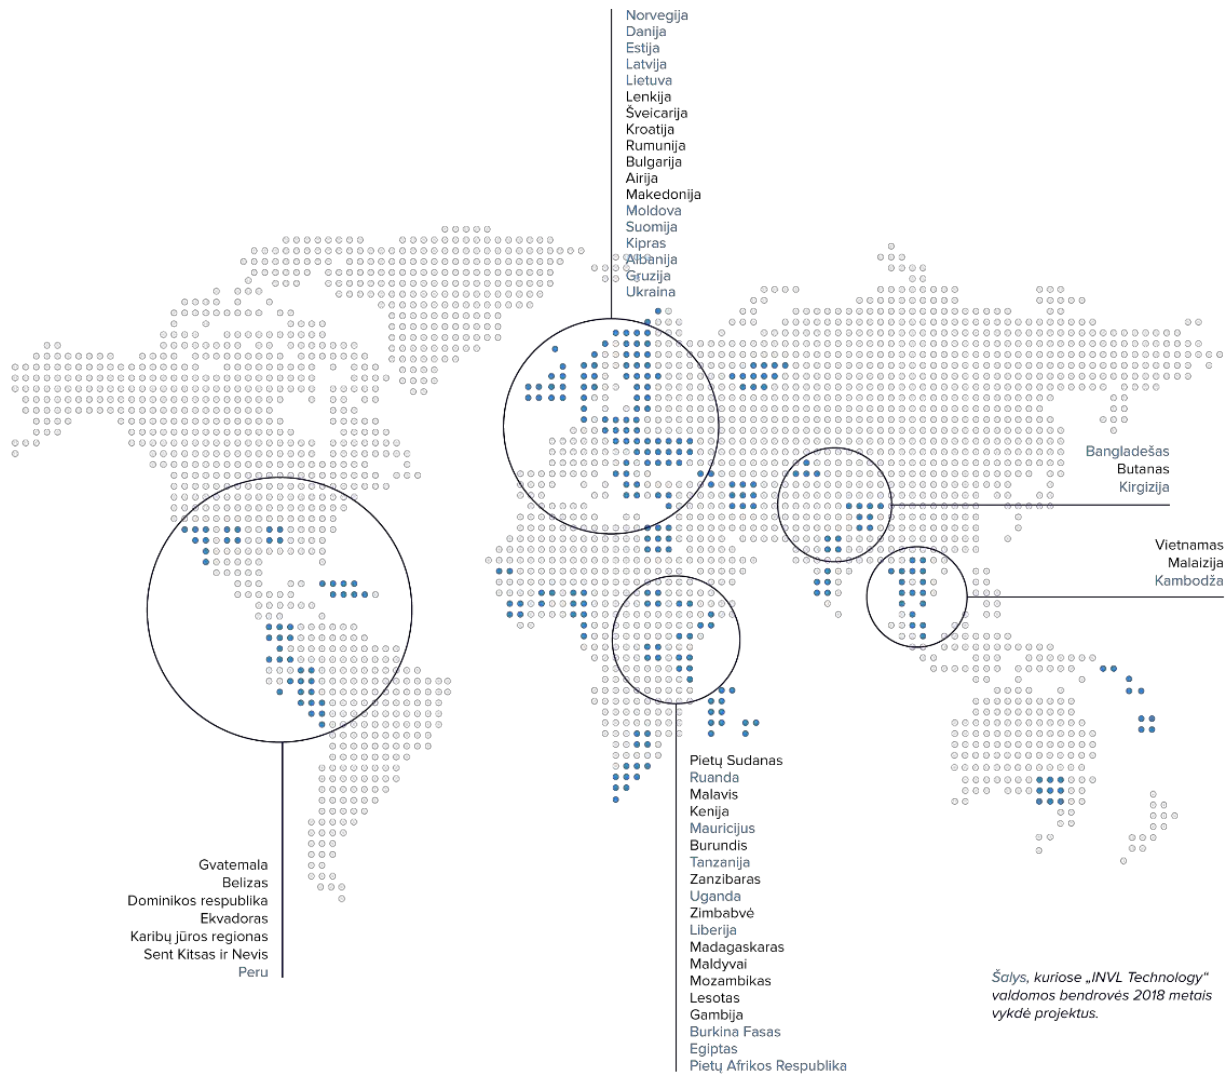 Norvegija
Danija
Estija
Latvija
Lietuva
Lenkija
Šveicarija
Kroatija
Rumunija
Bulgarija
Airija
Makedonija
Moldova
Suomija
Kipras
Albanija
Gruzija
Ukraina
Bangladešas
Butanas
Kirgizija
Vietnamas
Malaizija
Kambodža
Pietų Sudanas
Ruanda
Malavis
Kenija
Mauricijus
Burundis
Tanzanija
Zanzibaras
Uganda
Zimbabvė
Liberija
Madagaskaras
Maldyvai
Mozambikas
Lesotas
Gambija
Burkina Fasas
Egiptas
Pietų Afrikos Respublika
Gvatemala
Belizas
Dominikos respublika
Ekvadoras
Karibų jūros regionas
Sent Kitsas ir Nevis
Peru
Šalys, kuriose „INVL Technology“
valdomos bendrovės 2018 metais
vykdė projektus.